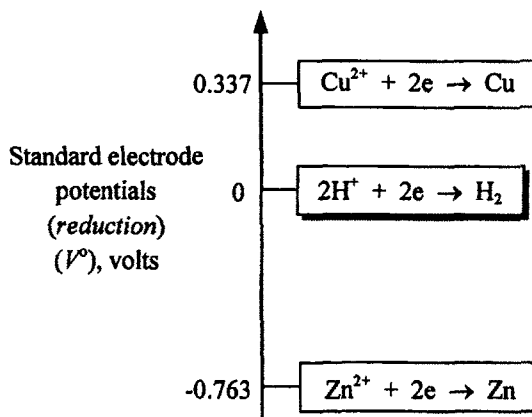 0.337
Cu²⁺ + 2e → Cu
Standard electrode
potentials
(reduction)
(V°), volts
0
2H⁺ + 2e → H₂
-0.763
Zn²⁺ + 2e → Zn